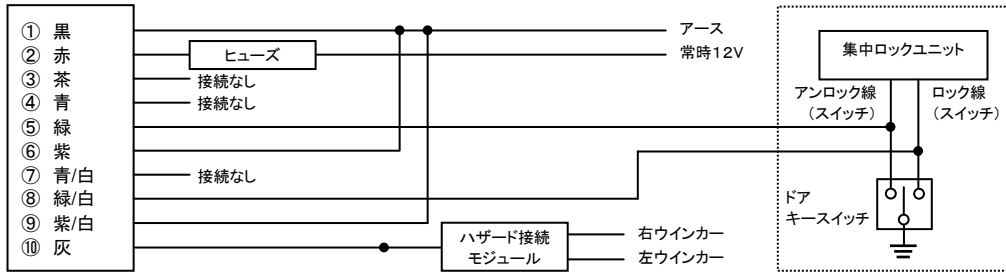 ① 黒
② 赤
③ 茶
④ 青
⑤ 緑
⑥ 紫
⑦ 青/白
⑧ 緑/白
⑨ 紫/白
⑩ 灰
ヒューズ
接続なし
接続なし
接続なし
アース
常時12V
ハザード接続
モジュール
右ウインカー
左ウインカー
集中ロックユニット
アンロック線
(スイッチ)
ロック線
(スイッチ)
ドア
キースイッチ